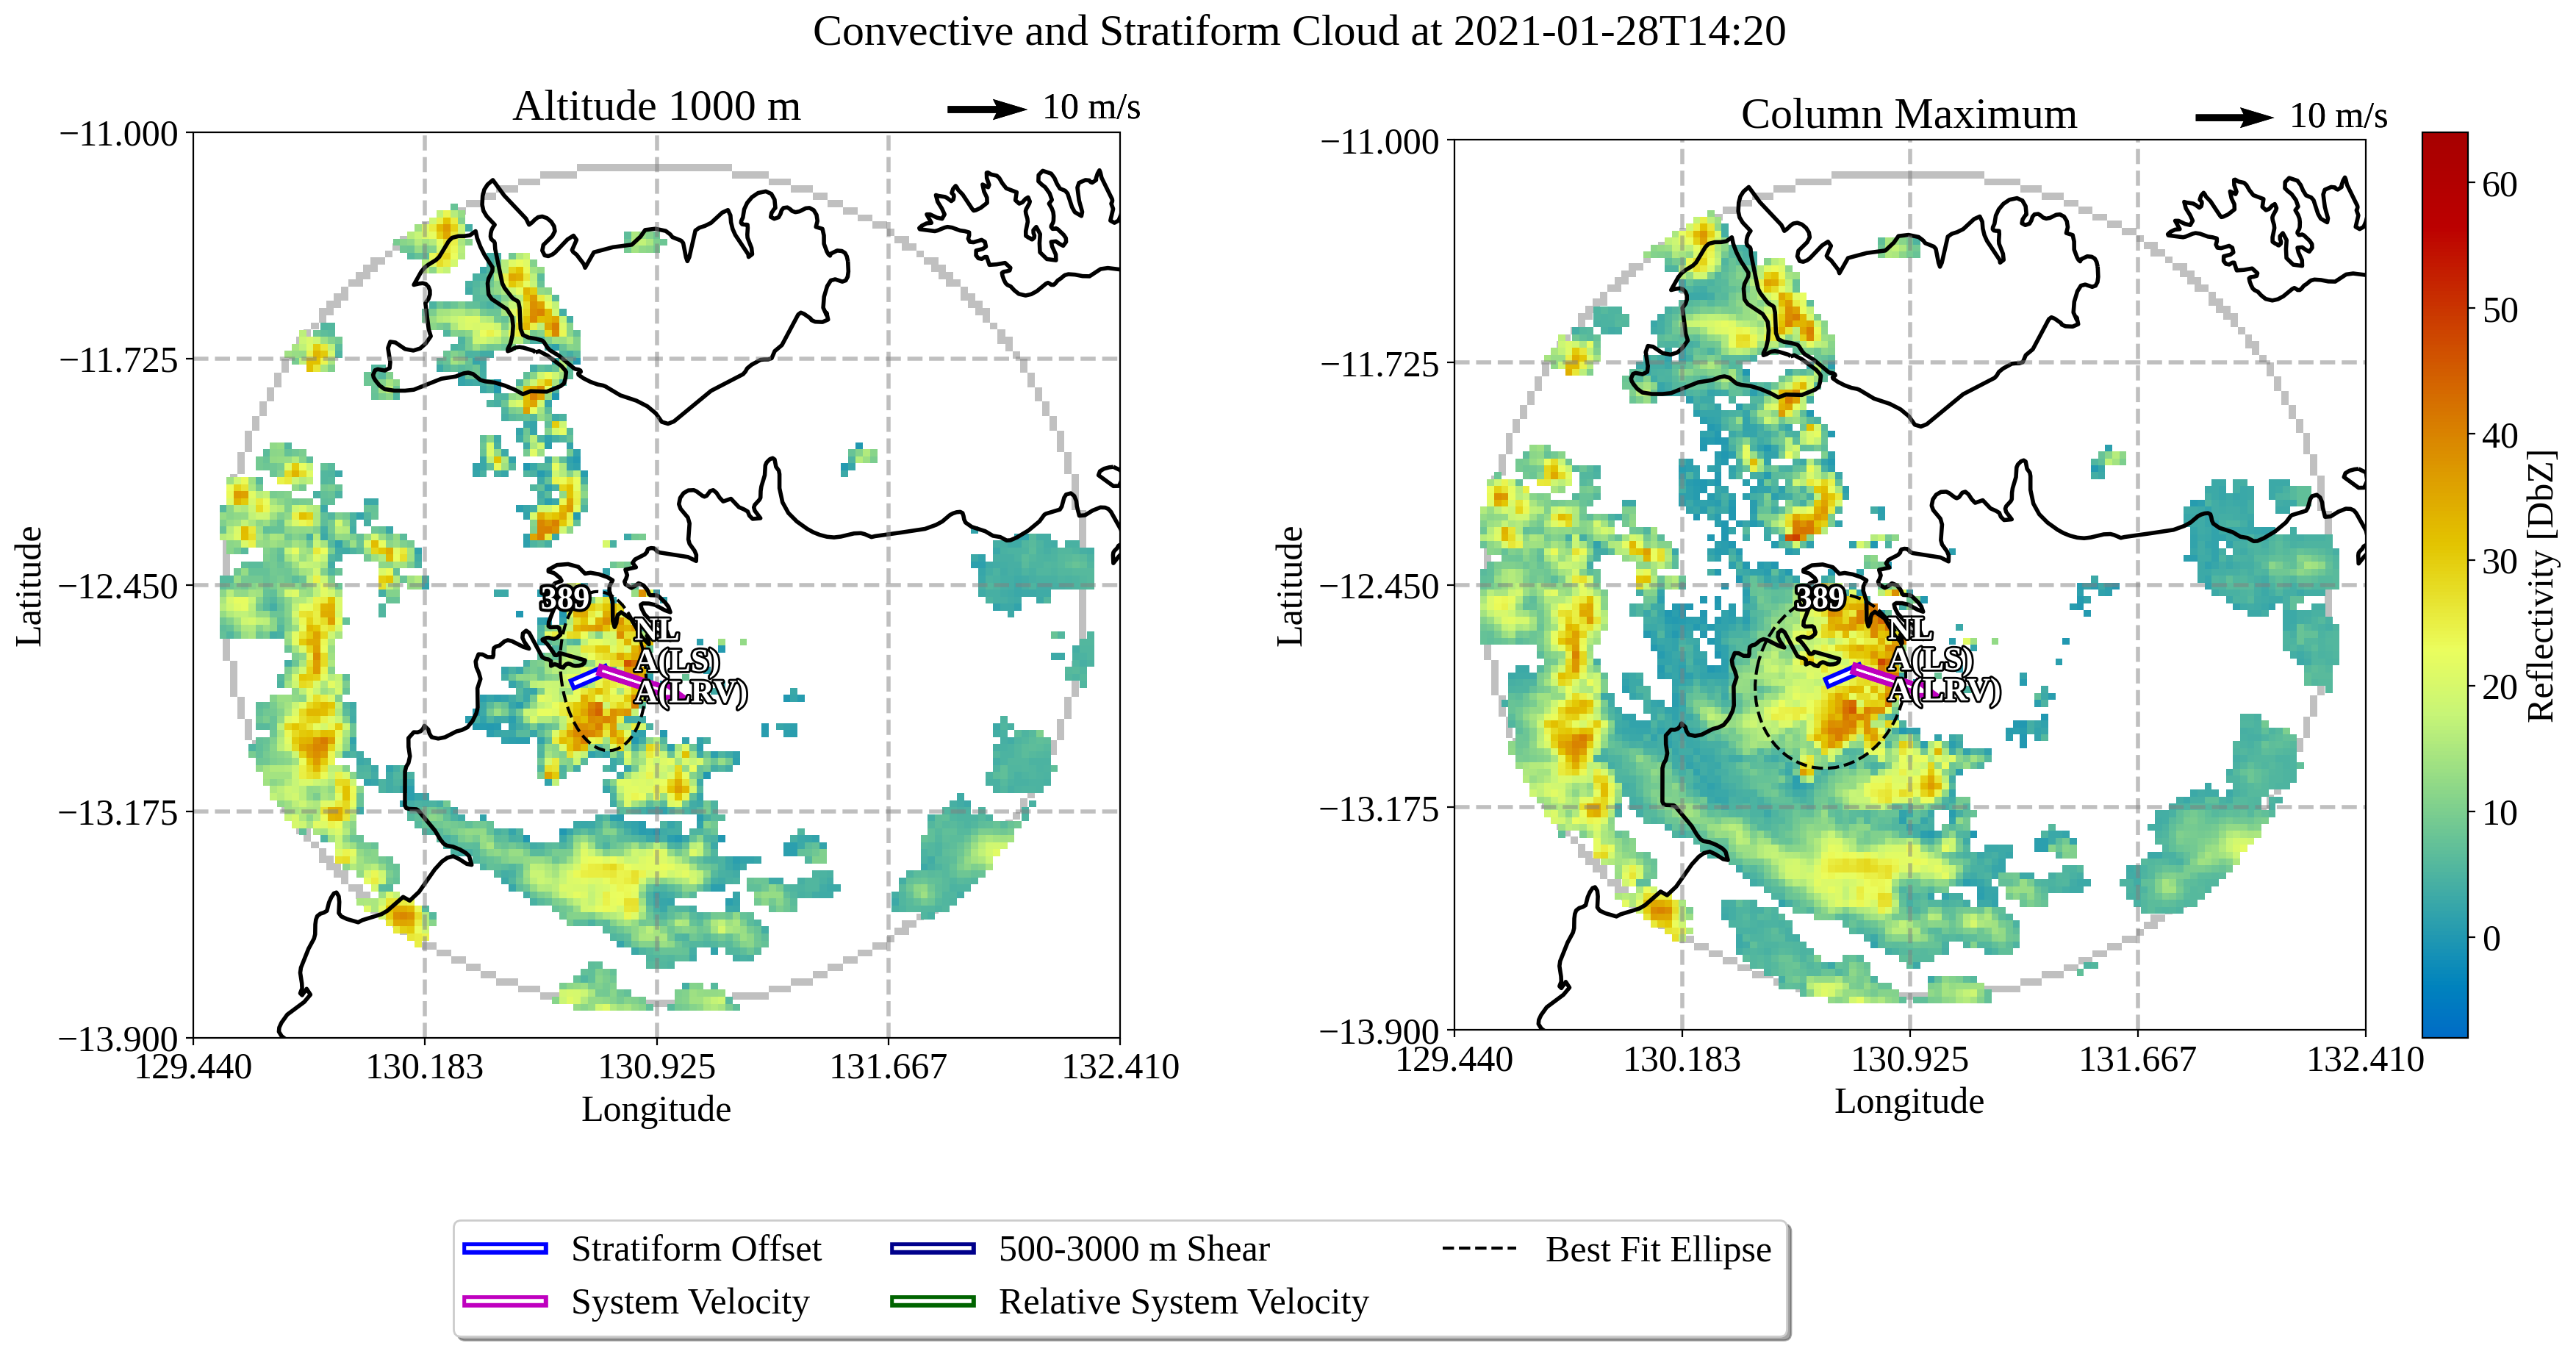 Convective and Stratiform Cloud at 2021-01-28T14:20
Altitude 1000 m
10 m/s
−11.000
−11.725
−12.450
−13.175
−13.900
Latitude
389
NL
A(LS)
A(LRV)
129.440
130.183
130.925
131.667
132.410
Longitude
Column Maximum
10 m/s
−11.000
−11.725
−12.450
−13.175
−13.900
Latitude
389
NL
A(LS)
A(LRV)
129.440
130.183
130.925
131.667
132.410
Longitude
60
50
40
30
20
10
0
Reflectivity [DbZ]
Stratiform Offset
System Velocity
500-3000 m Shear
Relative System Velocity
Best Fit Ellipse